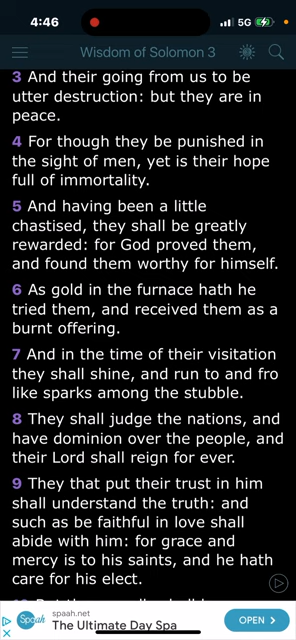 4:46
5G
Wisdom of Solomon 3
3 And their going from us to be
utter destruction: but they are in
peace.
4 For though they be punished in
the sight of men, yet is their hope
full of immortality.
5 And having been a little
chastised, they shall be greatly
rewarded: for God proved them,
and found them worthy for himself.
6 As gold in the furnace hath he
tried them, and received them as a
burnt offering.
7 And in the time of their visitation
they shall shine, and run to and fro
like sparks among the stubble.
8 They shall judge the nations, and
have dominion over the people, and
their Lord shall reign for ever.
9 They that put their trust in him
shall understand the truth: and
such as be faithful in love shall
abide with him: for grace and
mercy is to his saints, and he hath
care for his elect.
Spaah
spaah.net
The Ultimate Day Spa
OPEN